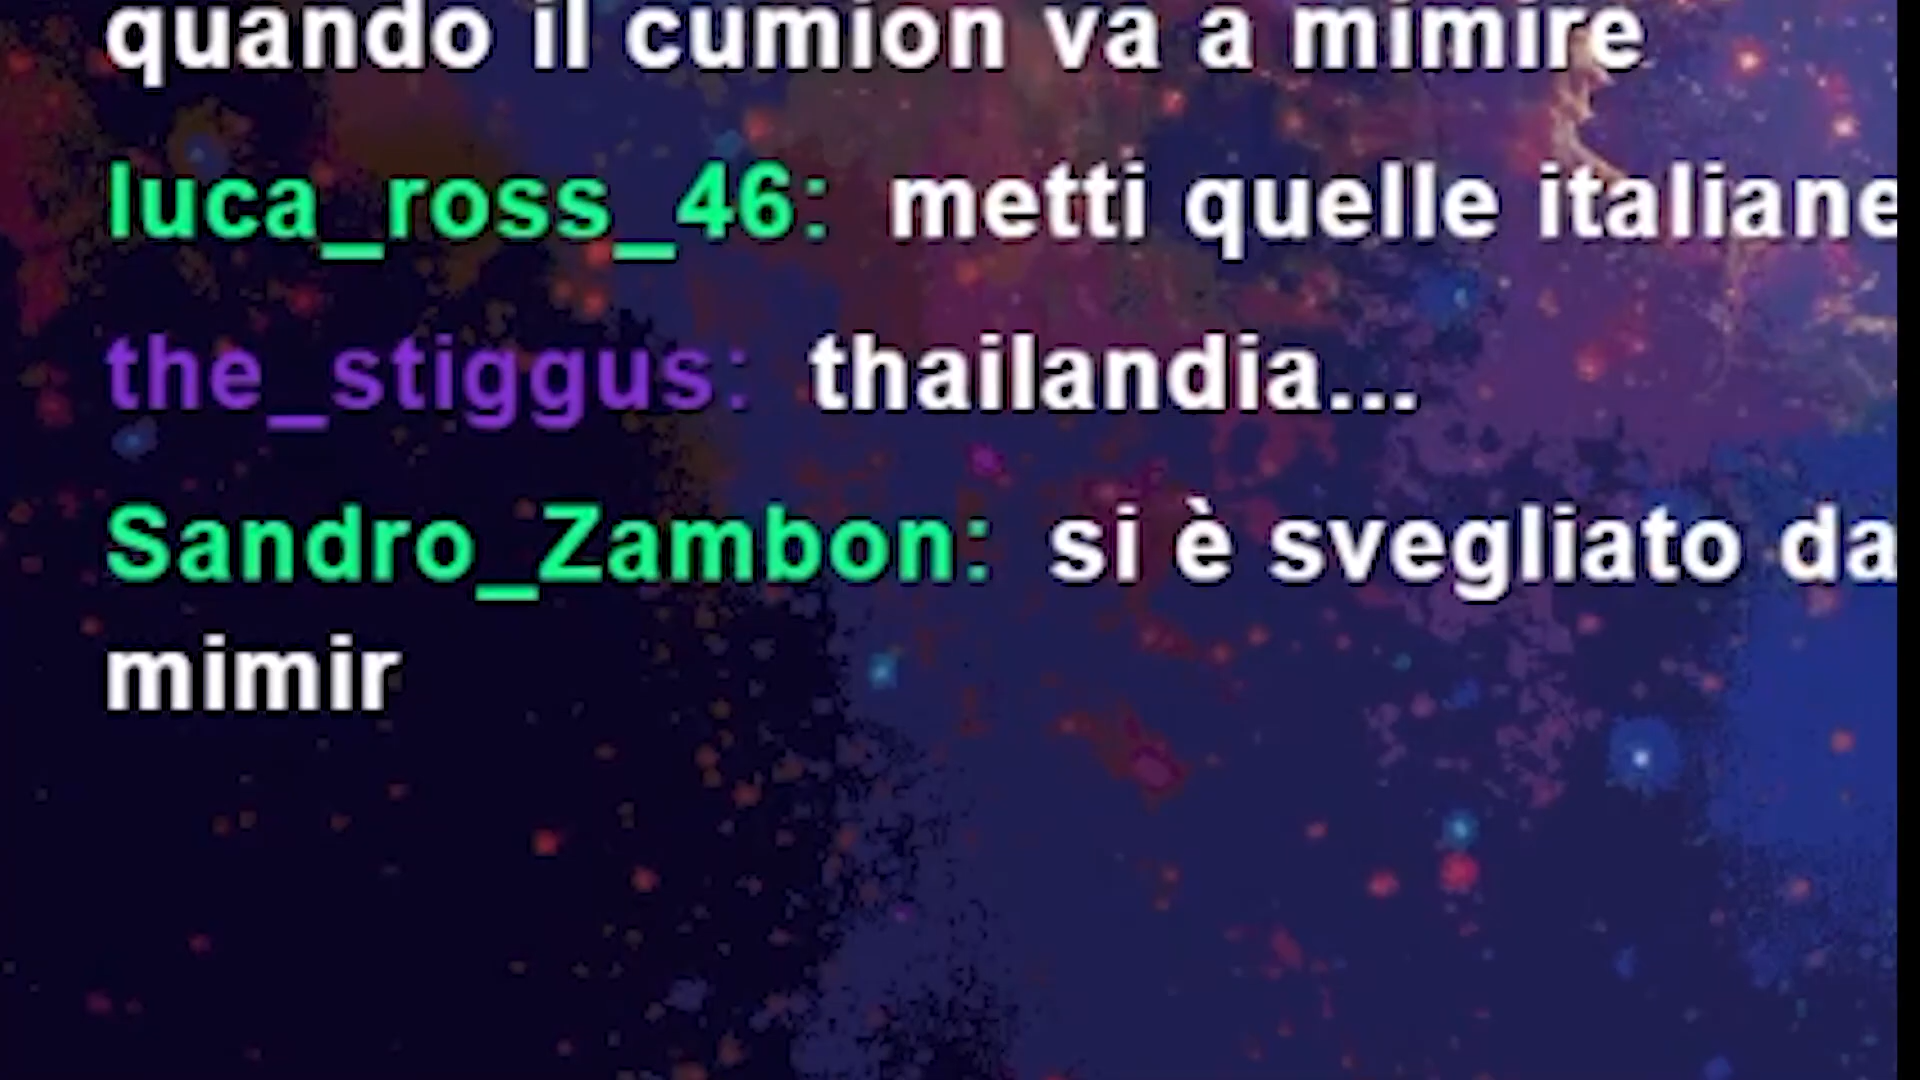 quando il cumion va a mimire
luca_ross_46: metti quelle italiane
the_stiggus: thailandia...
Sandro_Zambon: si è svegliato da
mimir